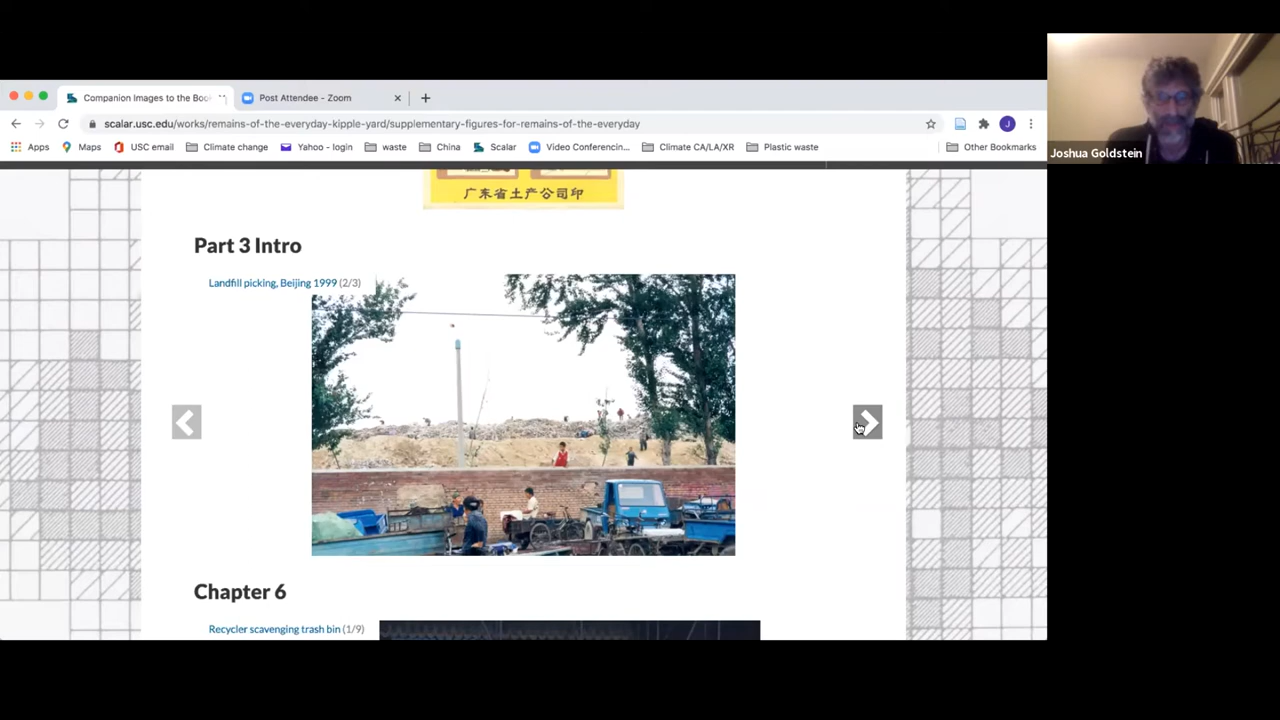 Companion Images to the Boo
Post Attendee - Zoom
scalar.usc.edu/works/remains-of-the-everyday-kipple-yard/supplementary-figures-for-remains-of-the-everyday
J
Apps
Maps
USC email
Climate change
Yahoo - login
waste
China
Scalar
Video Conferencin...
Climate CA/LA/XR
Plastic waste
Other Bookmarks
Joshua Goldstein
广东省土产公司印
Part 3 Intro
Landfill picking, Beijing 1999 (2/3)
Chapter 6
Recycler scavenging trash bin (1/9)